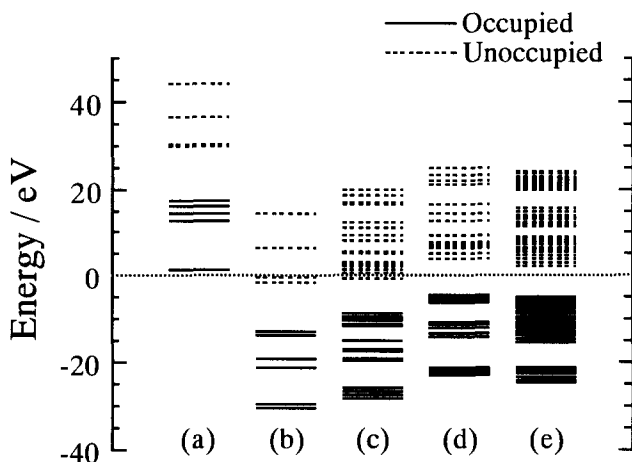 Occupied
Unoccupied
Energy / eV
40
20
0
-20
-40
(a) (b) (c) (d) (e)